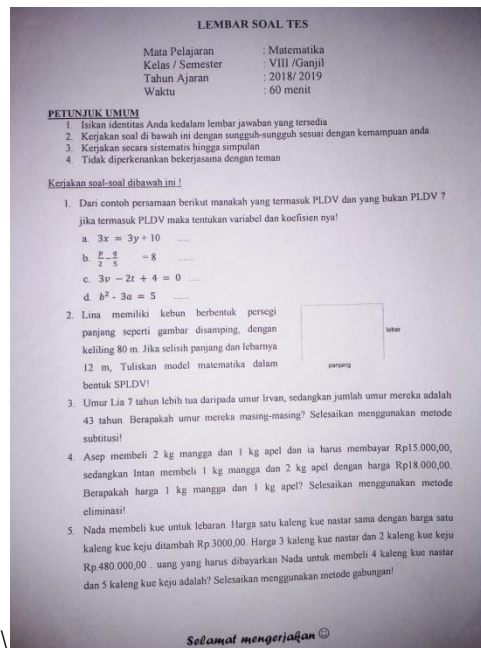 LEMBAR SOAL TES
Mata Pelajaran : Matematika
Kelas / Semester : VIII /Ganjil
Tahun Ajaran : 2018/ 2019
Waktu : 60 menit
PETUNJUK UMUM
1. Isikan identitas Anda kedalam lembar jawaban yang tersedia
2. Kerjakan soal di bawah ini dengan sungguh-sungguh sesuai dengan kemampuan anda
3. Kerjakan secara sistematis hingga simpulan
4. Tidak diperkenankan bekerjasama dengan teman
Kerjakan soal-soal dibawah ini !
1. Dari contoh persamaan berikut manakah yang termasuk PLDV dan yang bukan PLDV ?
jika termasuk PLDV maka tentukan variabel dan koefisien nya!
a. 3x = 3y + 10 ....
b. p/2 - q/5 = 8 .....
c. 3v − 2t + 4 = 0 ....
d. b² - 3a = 5 .....
2. Lina memiliki kebun berbentuk persegi
panjang seperti gambar disamping, dengan
keliling 80 m. Jika selisih panjang dan lebarnya
12 m, Tuliskan model matematika dalam
bentuk SPLDV!
lebar
panjang
3. Umur Lia 7 tahun lebih tua daripada umur Irvan, sedangkan jumlah umur mereka adalah
43 tahun. Berapakah umur mereka masing-masing? Selesaikan menggunakan metode
subtitusi!
4. Asep membeli 2 kg mangga dan 1 kg apel dan ia harus membayar Rp15.000,00,
sedangkan Intan membeli 1 kg mangga dan 2 kg apel dengan harga Rp18.000,00.
Berapakah harga 1 kg mangga dan 1 kg apel? Selesaikan menggunakan metode
eliminasi!
5. Nada membeli kue untuk lebaran. Harga satu kaleng kue nastar sama dengan harga satu
kaleng kue keju ditambah Rp.3000,00. Harga 3 kaleng kue nastar dan 2 kaleng kue keju
Rp.480.000,00 . uang yang harus dibayarkan Nada untuk membeli 4 kaleng kue nastar
dan 5 kaleng kue keju adalah? Selesaikan menggunakan metode gabungan!
Selamat mengerjakan ☺
\